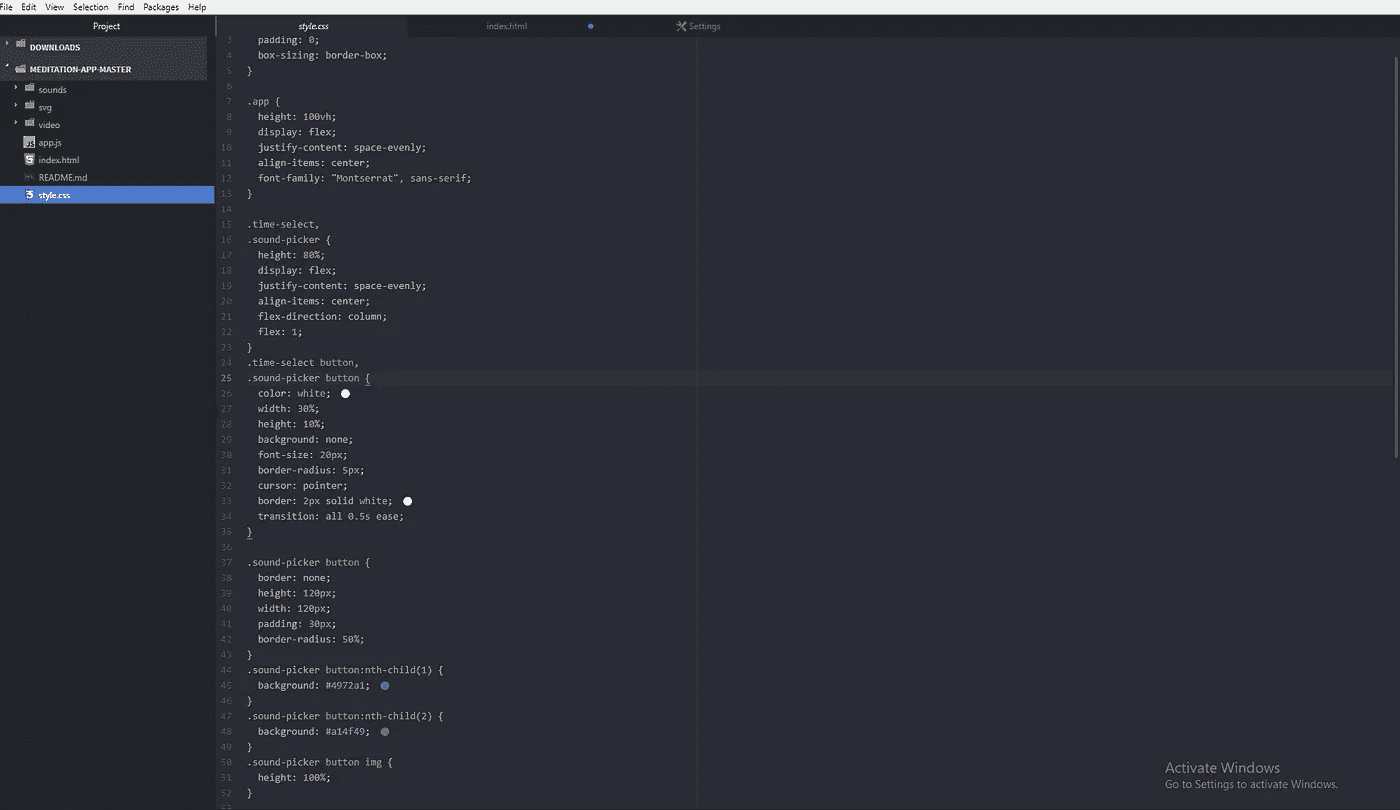 File Edit View Selection Find Packages Help
Project
style.css
index.html
Settings
DOWNLOADS
MEDITATION-APP-MASTER
sounds
svg
video
app.js
index.html
README.md
style.css
3 padding: 0;
4 box-sizing: border-box;
5 }
6
7 .app {
8 height: 100vh;
9 display: flex;
10 justify-content: space-evenly;
11 align-items: center;
12 font-family: "Montserrat", sans-serif;
13 }
14
15 .time-select,
16 .sound-picker {
17 height: 80%;
18 display: flex;
19 justify-content: space-evenly;
20 align-items: center;
21 flex-direction: column;
22 flex: 1;
23 }
24 .time-select button,
25 .sound-picker button {
26 color: white;
27 width: 30%;
28 height: 10%;
29 background: none;
30 font-size: 20px;
31 border-radius: 5px;
32 cursor: pointer;
33 border: 2px solid white;
34 transition: all 0.5s ease;
35 }
36
37 .sound-picker button {
38 border: none;
39 height: 120px;
40 width: 120px;
41 padding: 30px;
42 border-radius: 50%;
43 }
44 .sound-picker button:nth-child(1) {
45 background: #4972a1;
46 }
47 .sound-picker button:nth-child(2) {
48 background: #a14f49;
49 }
50 .sound-picker button img {
51 height: 100%;
52 }
Activate Windows
Go to Settings to activate Windows.